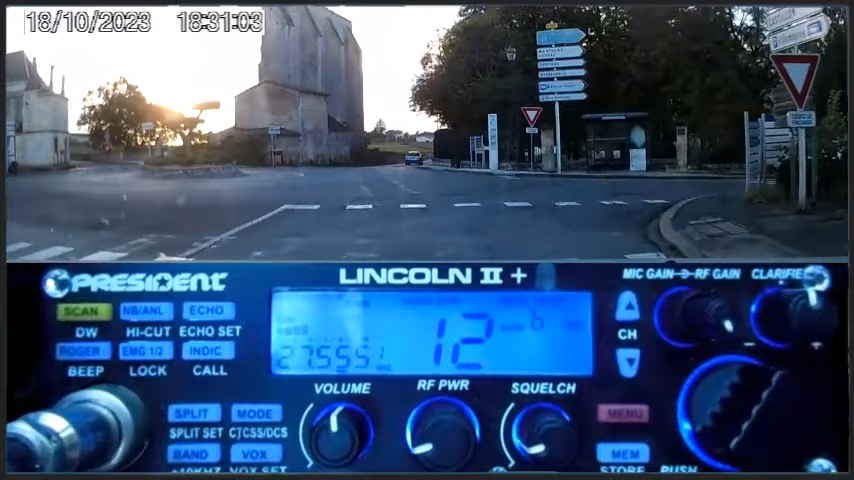 18/10/2023 18:31:03
PRESIDENT
LINCOLN II +
MIC GAIN RF GAIN CLARIFIER
SCAN NB/ANL ECHO
DW HI-CUT ECHO SET
ROGER EMG 1/2 INDIC
BEEP LOCK CALL
12 b
27.555
CH
VOLUME RF PWR SQUELCH
SPLIT MODE
SPLIT SET CTCSS/DCS
MENU
BAND VOX
MEM
+10KHZ VOX SET
STORE PUSH